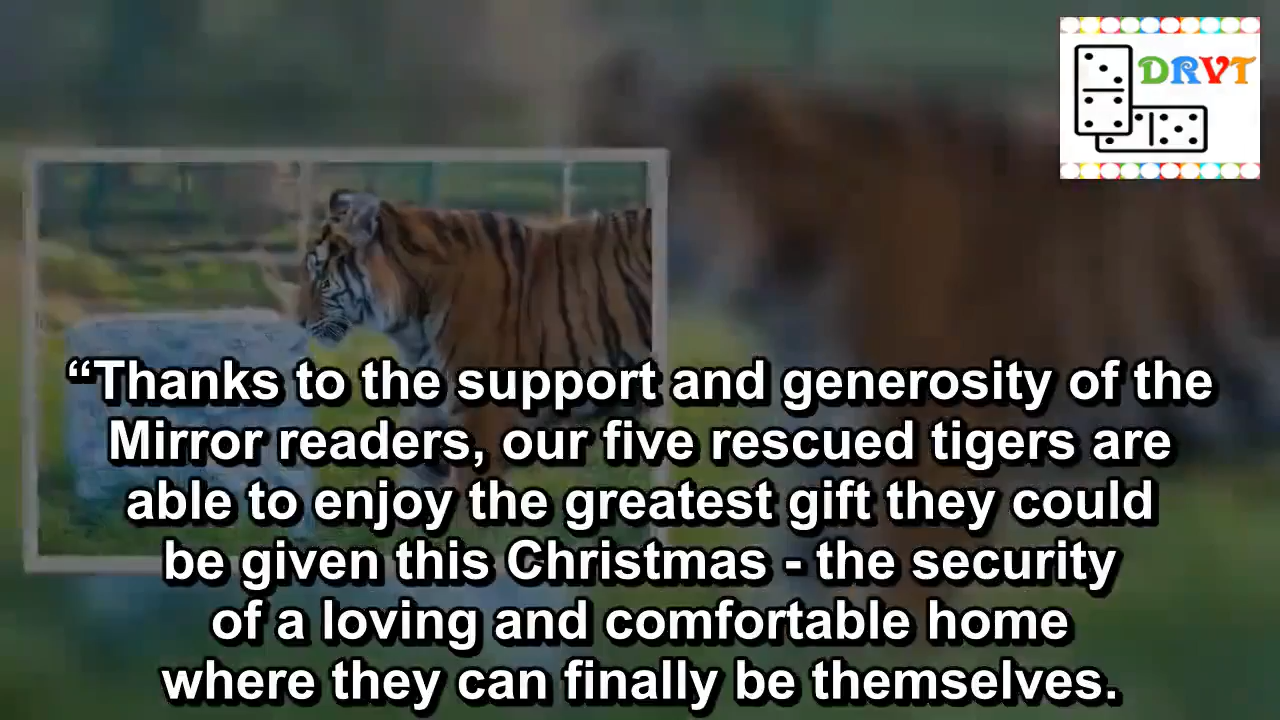 DRVT
“Thanks to the support and generosity of the
Mirror readers, our five rescued tigers are
able to enjoy the greatest gift they could
be given this Christmas - the security
of a loving and comfortable home
where they can finally be themselves.